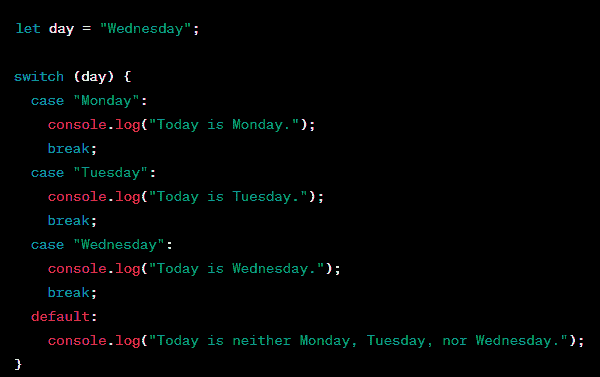 let day = "Wednesday";
switch (day) {
  case "Monday":
    console.log("Today is Monday.");
    break;
  case "Tuesday":
    console.log("Today is Tuesday.");
    break;
  case "Wednesday":
    console.log("Today is Wednesday.");
    break;
  default:
    console.log("Today is neither Monday, Tuesday, nor Wednesday.");
}